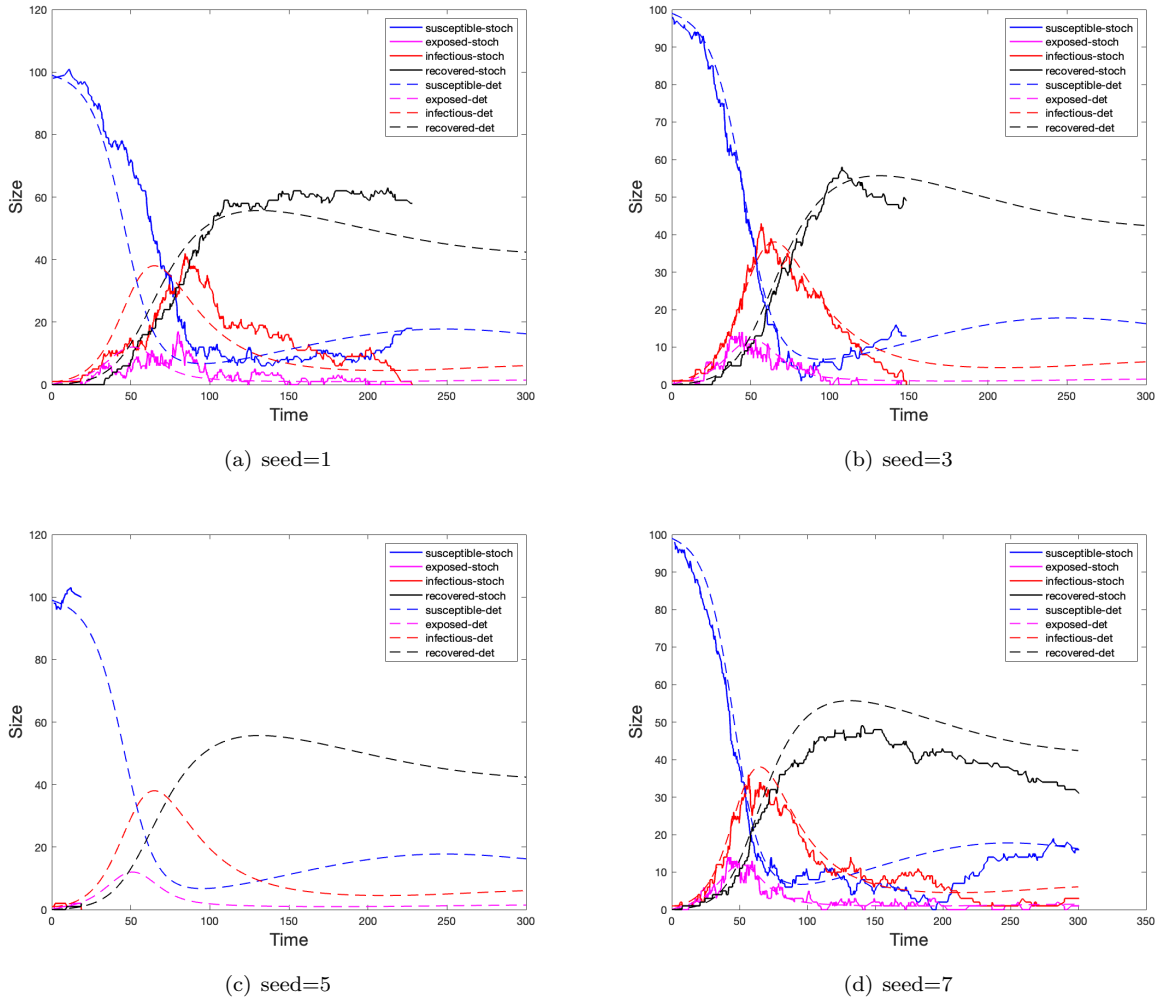 120
100
80
60
40
20
0
Size
0 50 100 150 200 250 300
Time
susceptible-stoch
exposed-stoch
infectious-stoch
recovered-stoch
susceptible-det
exposed-det
infectious-det
recovered-det
(a) seed=1
100
90
80
70
60
50
40
30
20
10
0
Size
0 50 100 150 200 250 300
Time
susceptible-stoch
exposed-stoch
infectious-stoch
recovered-stoch
susceptible-det
exposed-det
infectious-det
recovered-det
(b) seed=3
120
100
80
60
40
20
0
Size
0 50 100 150 200 250 300
Time
susceptible-stoch
exposed-stoch
infectious-stoch
recovered-stoch
susceptible-det
exposed-det
infectious-det
recovered-det
(c) seed=5
100
90
80
70
60
50
40
30
20
10
0
Size
0 50 100 150 200 250 300 350
Time
susceptible-stoch
exposed-stoch
infectious-stoch
recovered-stoch
susceptible-det
exposed-det
infectious-det
recovered-det
(d) seed=7